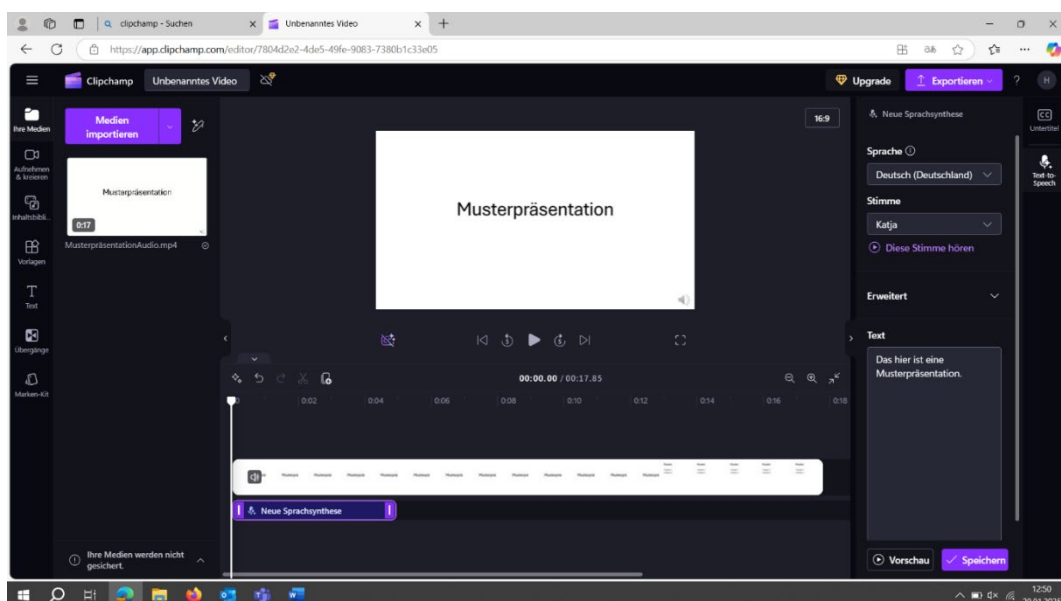 clipchamp - Suchen
Unbenanntes Video
https://app.clipchamp.com/editor/7804d2e2-4de5-49fe-9083-7380b1c33e05
Clipchamp
Unbenanntes Video
Upgrade
Exportieren
?
H
Ihre Medien
Aufnehmen
& kreieren
Inhaltsbibli...
Vorlagen
Text
Übergänge
Marken-Kit
Medien
importieren
Musterpräsentation
0:17
MusterpräsentationAudio.mp4
Ihre Medien werden nicht
gesichert.
16:9
Musterpräsentation
00:00.00 / 00:17.85
0
0:02
0:04
0:06
0:08
0:10
0:12
0:14
0:16
0:18
Neue Sprachsynthese
Neue Sprachsynthese
Sprache
Deutsch (Deutschland)
Stimme
Katja
Diese Stimme hören
Erweitert
Text
Das hier ist eine
Musterpräsentation.
Vorschau
Speichern
CC
Untertitel
Text-to-
Speech
12:50